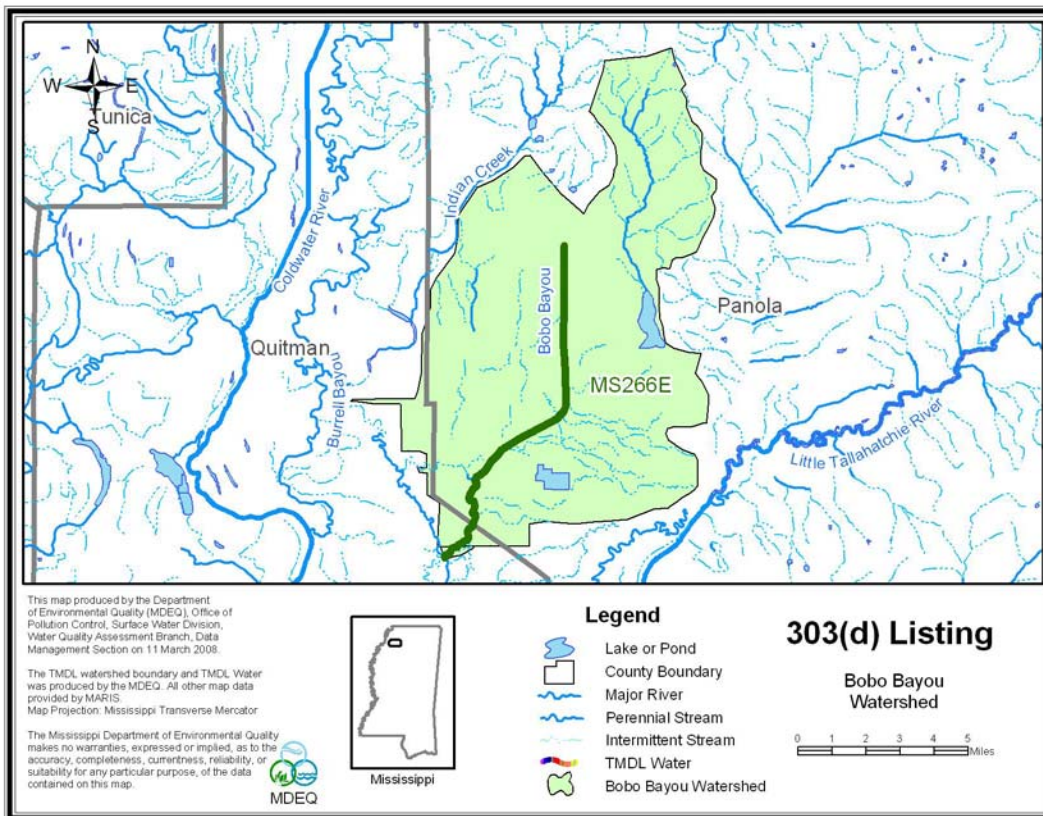 N
W E
S
Tunica
Indian Creek
Coldwater River
Bobo Bayou
Panola
Quitman
Burrell Bayou
MS266E
Little Tallahatchie River
This map produced by the Department
of Environmental Quality (MDEQ), Office of
Pollution Control, Surface Water Division,
Water Quality Assessment Branch, Data
Management Section on 11 March 2008.
The TMDL watershed boundary and TMDL Water
was produced by the MDEQ. All other map data
provided by MARIS.
Map Projection: Mississippi Transverse Mercator
The Mississippi Department of Environmental Quality
makes no warranties, expressed or implied, as to the
accuracy, completeness, currentness, reliability, or
suitability for any particular purpose, of the data
contained on this map.
MDEQ
Mississippi
Legend
Lake or Pond
County Boundary
Major River
Perennial Stream
Intermittent Stream
TMDL Water
Bobo Bayou Watershed
303(d) Listing
Bobo Bayou
Watershed
0 1 2 3 4 5
Miles